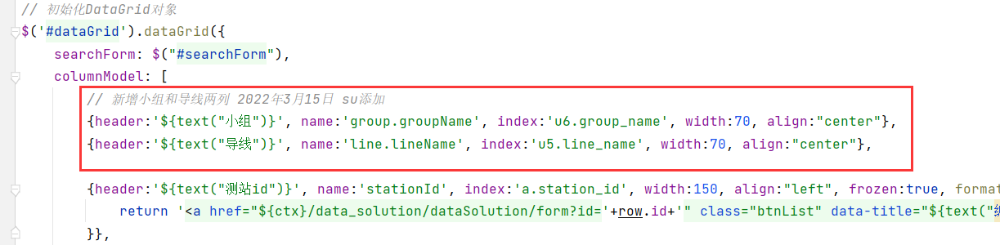 // 初始化DataGrid对象
$('#dataGrid').dataGrid({
searchForm: $("#searchForm"),
columnModel: [
// 新增小组和导线两列 2022年3月15日 su添加
{header:'${text("小组")}', name:'group.groupName', index:'u6.group_name', width:70, align:"center"},
{header:'${text("导线")}', name:'line.lineName', index:'u5.line_name', width:70, align:"center"},
{header:'${text("测站id")}', name:'stationId', index:'a.station_id', width:150, align:"left", frozen:true, format
return '<a href="${ctx}/data_solution/dataSolution/form?id='+row.id+'" class="btnList" data-title="${text("编
}},